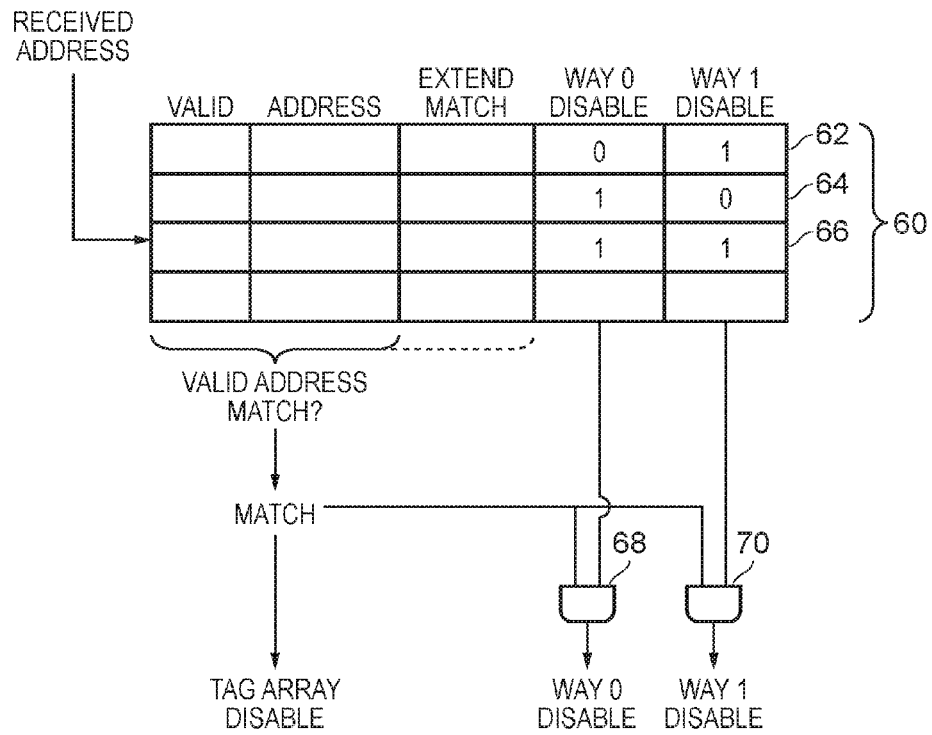 RECEIVED
ADDRESS
VALID
ADDRESS
EXTEND
MATCH
WAY 0
DISABLE
WAY 1
DISABLE
0
1
62
1
0
64
1
1
66
60
VALID ADDRESS
MATCH?
MATCH
68
70
TAG ARRAY
DISABLE
WAY 0
DISABLE
WAY 1
DISABLE